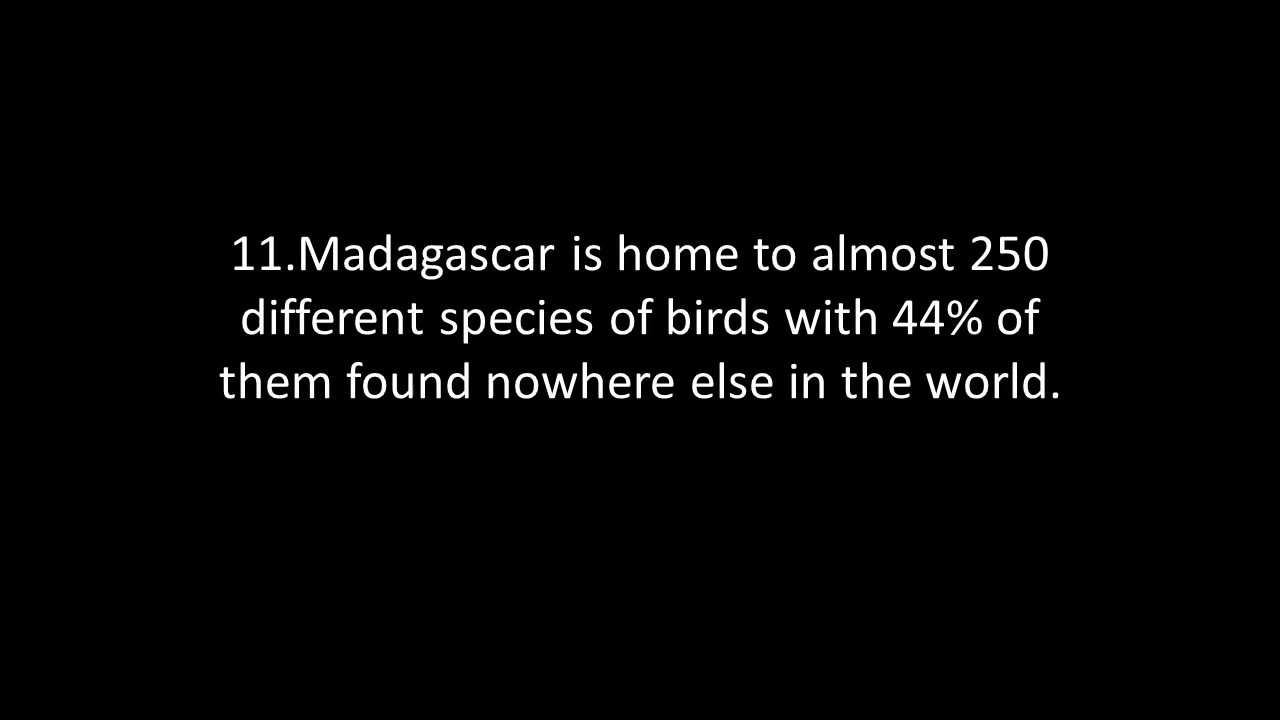 11.Madagascar is home to almost 250
different species of birds with 44% of
them found nowhere else in the world.